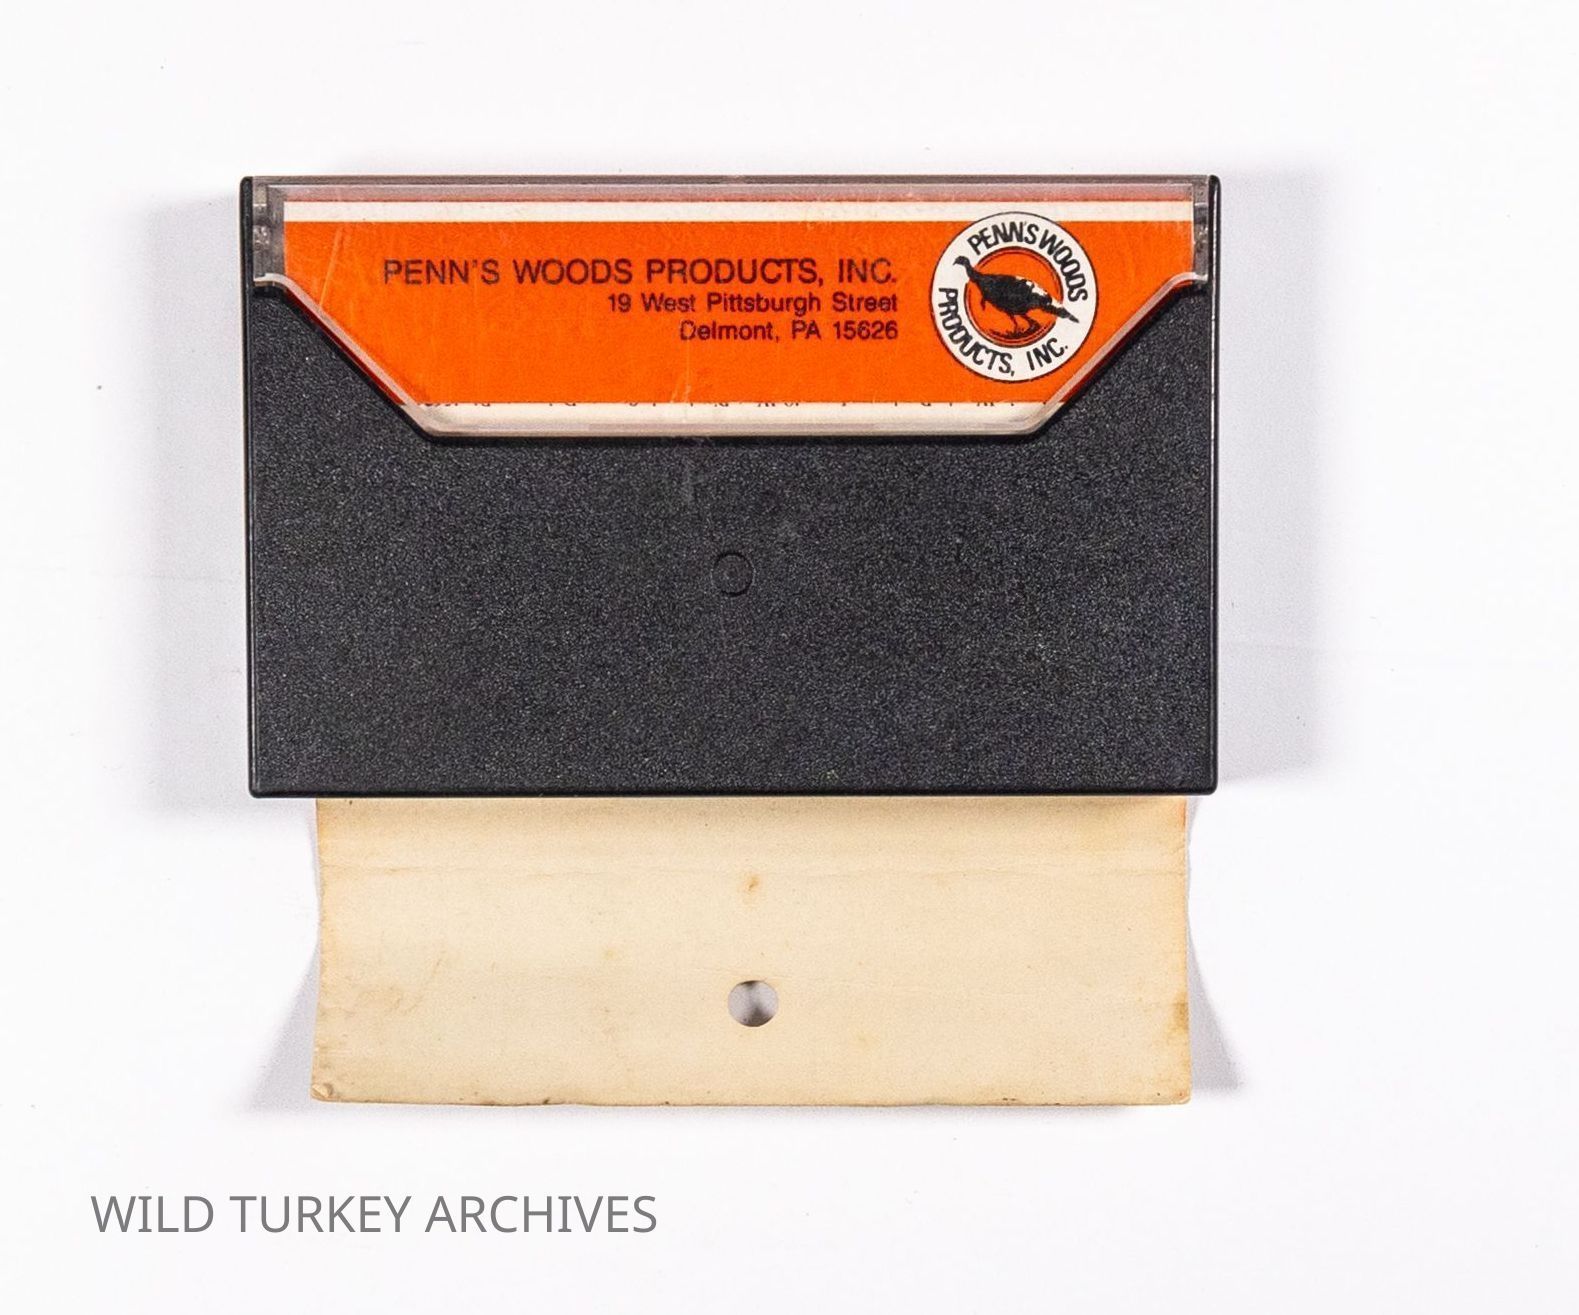 PENN'S WOODS PRODUCTS, INC.
19 West Pittsburgh Street
Delmont, PA 15626
PENN'S WOODS
PRODUCTS, INC.
WILD TURKEY ARCHIVES